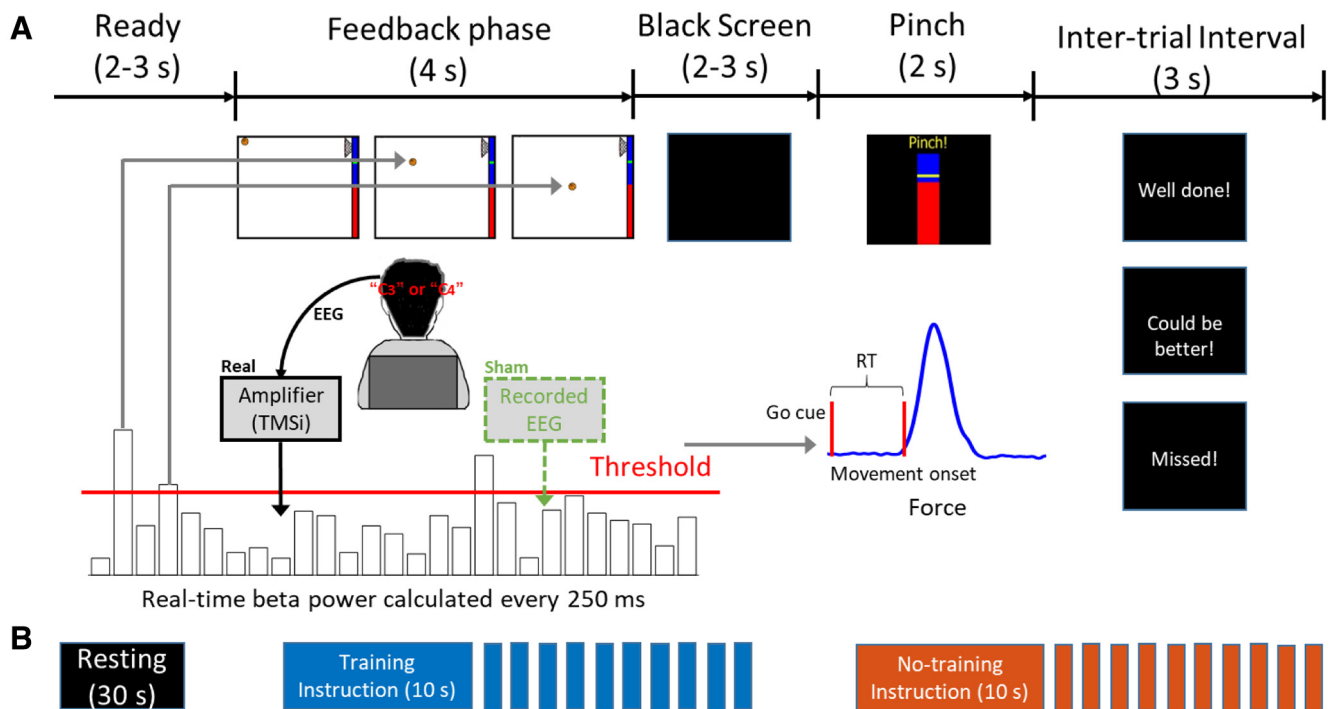 A
Ready
(2-3 s)
Feedback phase
(4 s)
Black Screen
(2-3 s)
Pinch
(2 s)
Inter-trial Interval
(3 s)
Pinch!
Well done!
"C3" or "C4"
EEG
Real
Amplifier
(TMSi)
Sham
Recorded
EEG
Could be
better!
RT
Go cue
Threshold
Movement onset
Missed!
Force
Real-time beta power calculated every 250 ms
B
Resting
(30 s)
Training
Instruction (10 s)
No-training
Instruction (10 s)